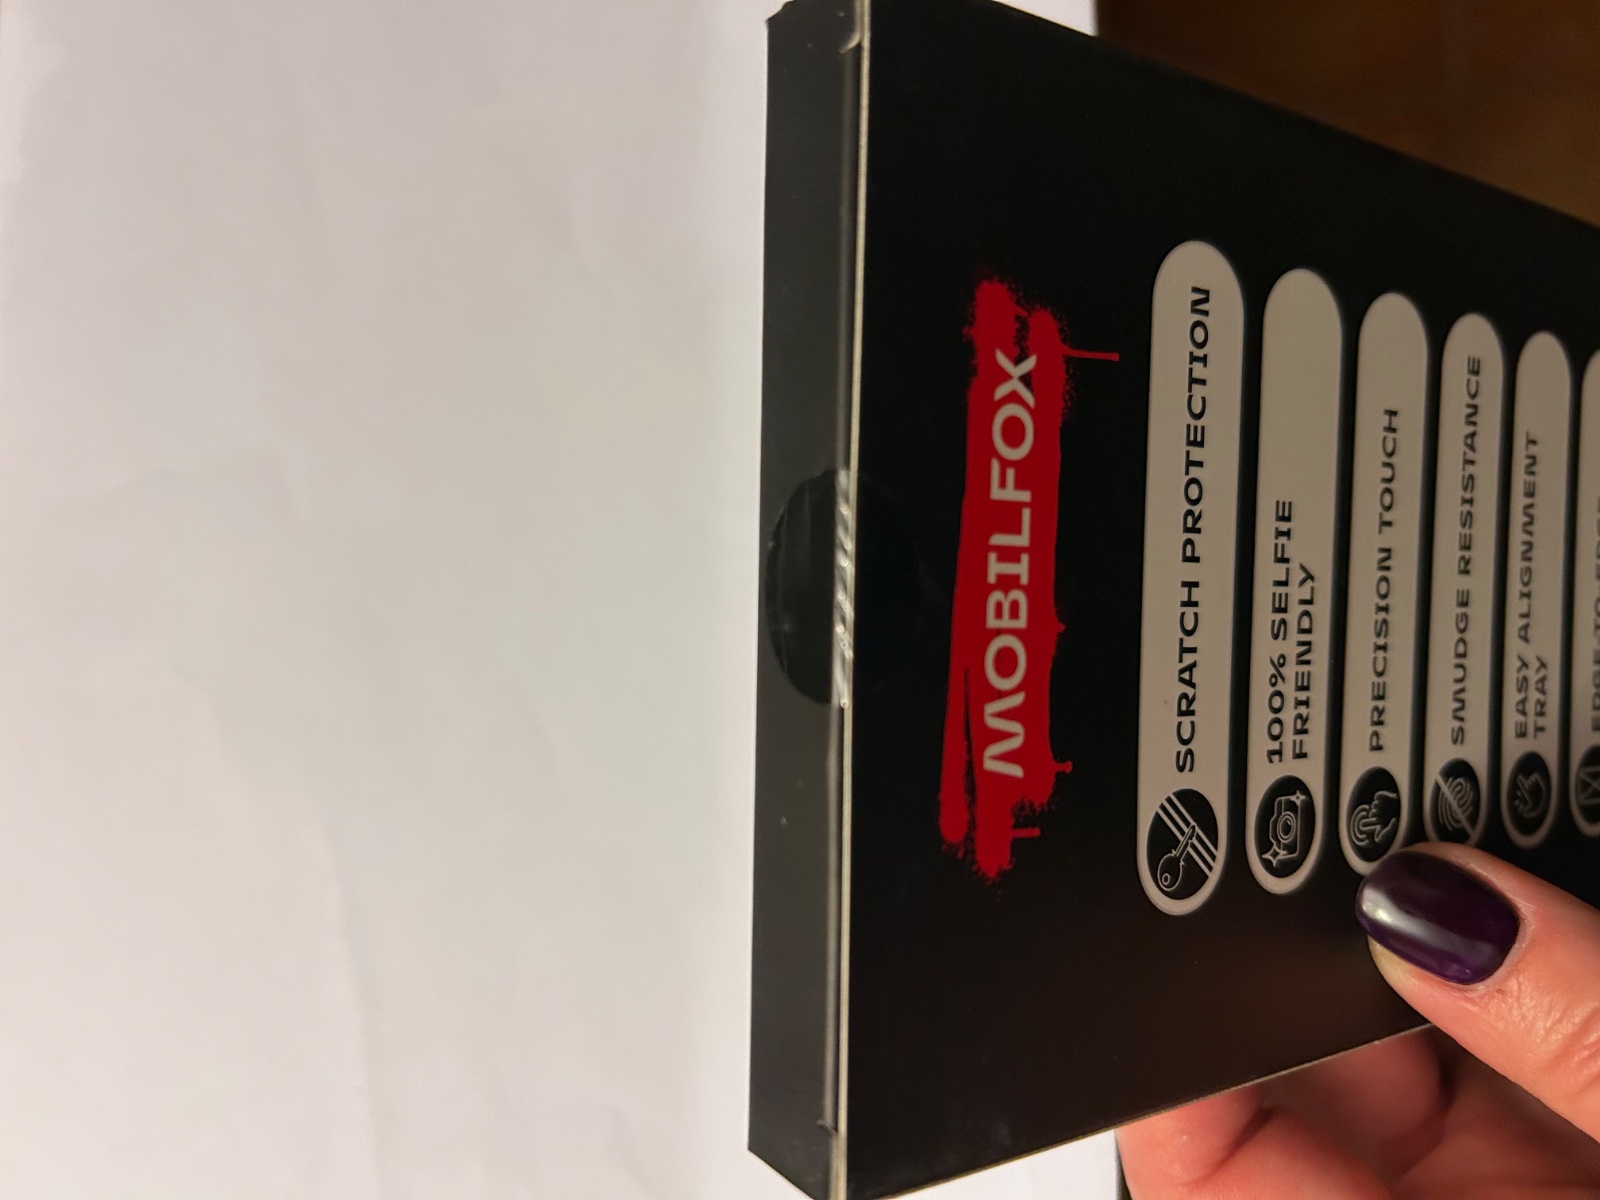 MOBILFOX
SCRATCH PROTECTION
100% SELFIE
FRIENDLY
PRECISION TOUCH
SMUDGE RESISTANCE
EASY ALIGNMENT
TRAY